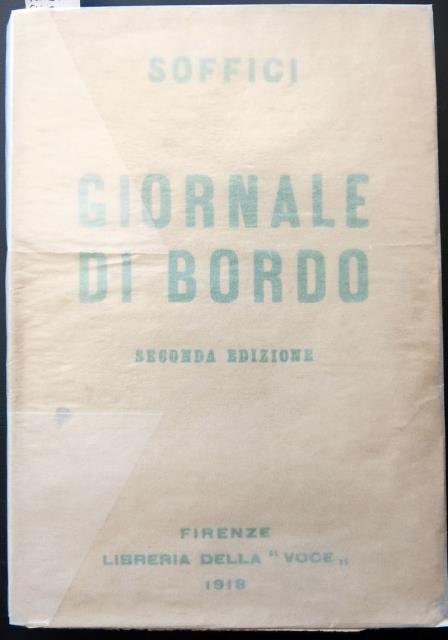 SOFFICI
GIORNALE
DI BORDO
SECONDA EDIZIONE
FIRENZE
LIBRERIA DELLA "VOCE„
1918